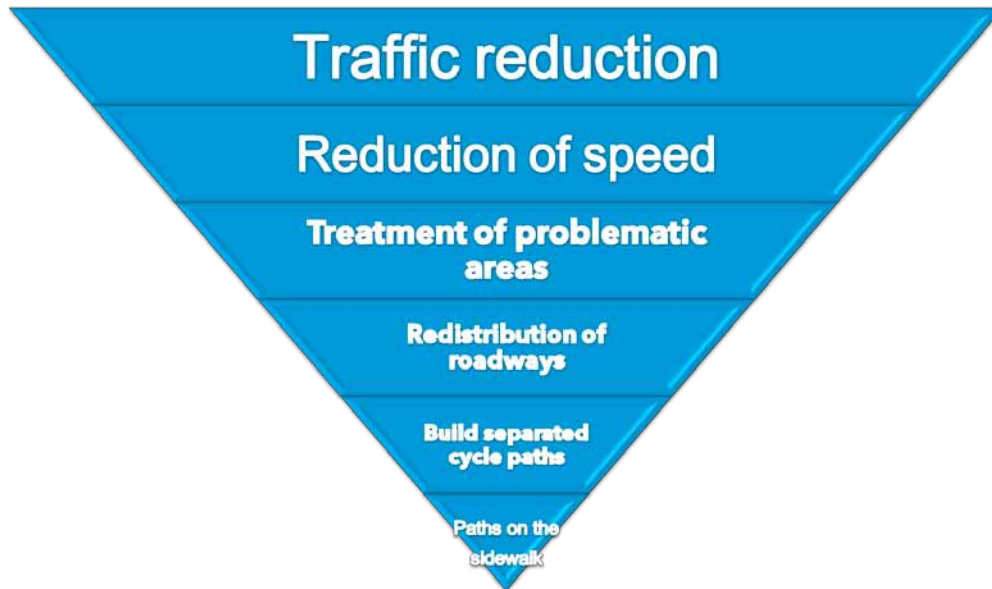 Traffic reduction
Reduction of speed
Treatment of problematic
areas
Redistribution of
roadways
Build separated
cycle paths
Paths on the
sidewalk